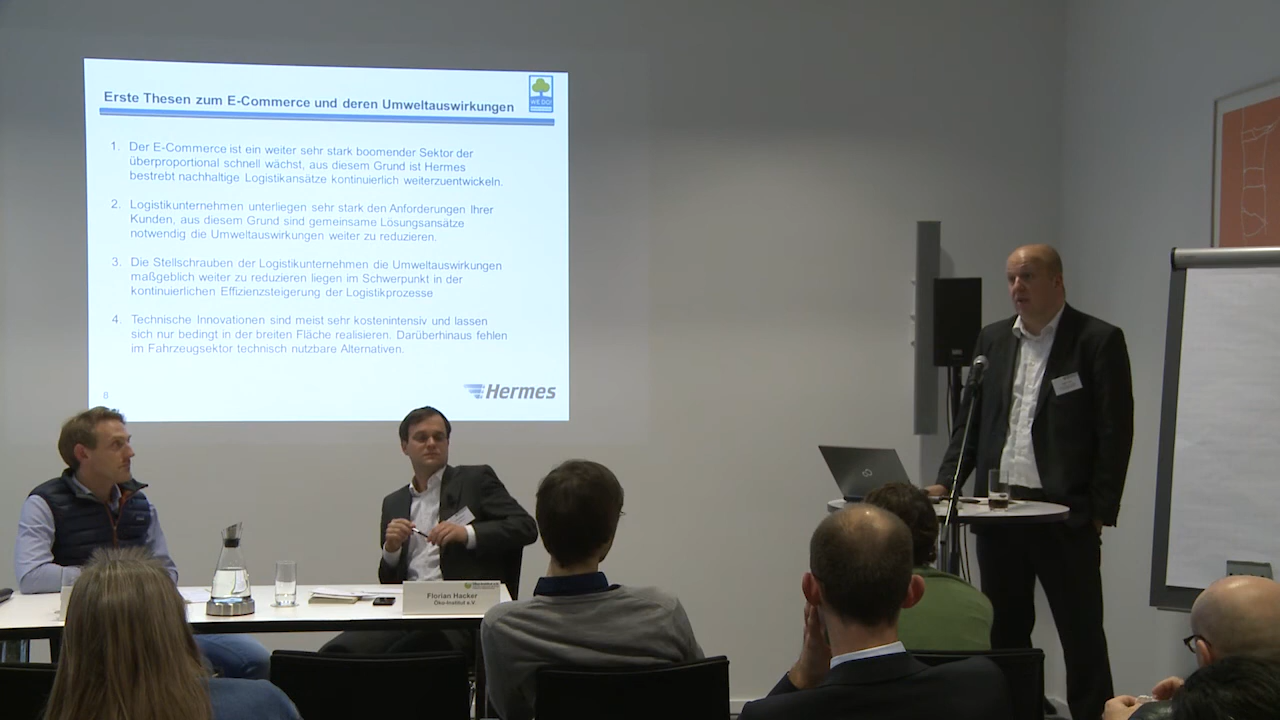 Erste Thesen zum E-Commerce und deren Umweltauswirkungen
WE DO!
1. Der E-Commerce ist ein weiter sehr stark boomender Sektor der
überproportional schnell wächst, aus diesem Grund ist Hermes
bestrebt nachhaltige Logistikansätze kontinuierlich weiterzuentwickeln.
2. Logistikunternehmen unterliegen sehr stark den Anforderungen Ihrer
Kunden, aus diesem Grund sind gemeinsame Lösungsansätze
notwendig die Umweltauswirkungen weiter zu reduzieren.
3. Die Stellschrauben der Logistikunternehmen die Umweltauswirkungen
maßgeblich weiter zu reduzieren liegen im Schwerpunkt in der
kontinuierlichen Effizienzsteigerung der Logistikprozesse
4. Technische Innovationen sind meist sehr kostenintensiv und lassen
sich nur bedingt in der breiten Fläche realisieren. Darüberhinaus fehlen
im Fahrzeugsektor technisch nutzbare Alternativen.
8
Hermes
Florian Hacker
Öko-Institut e.V.